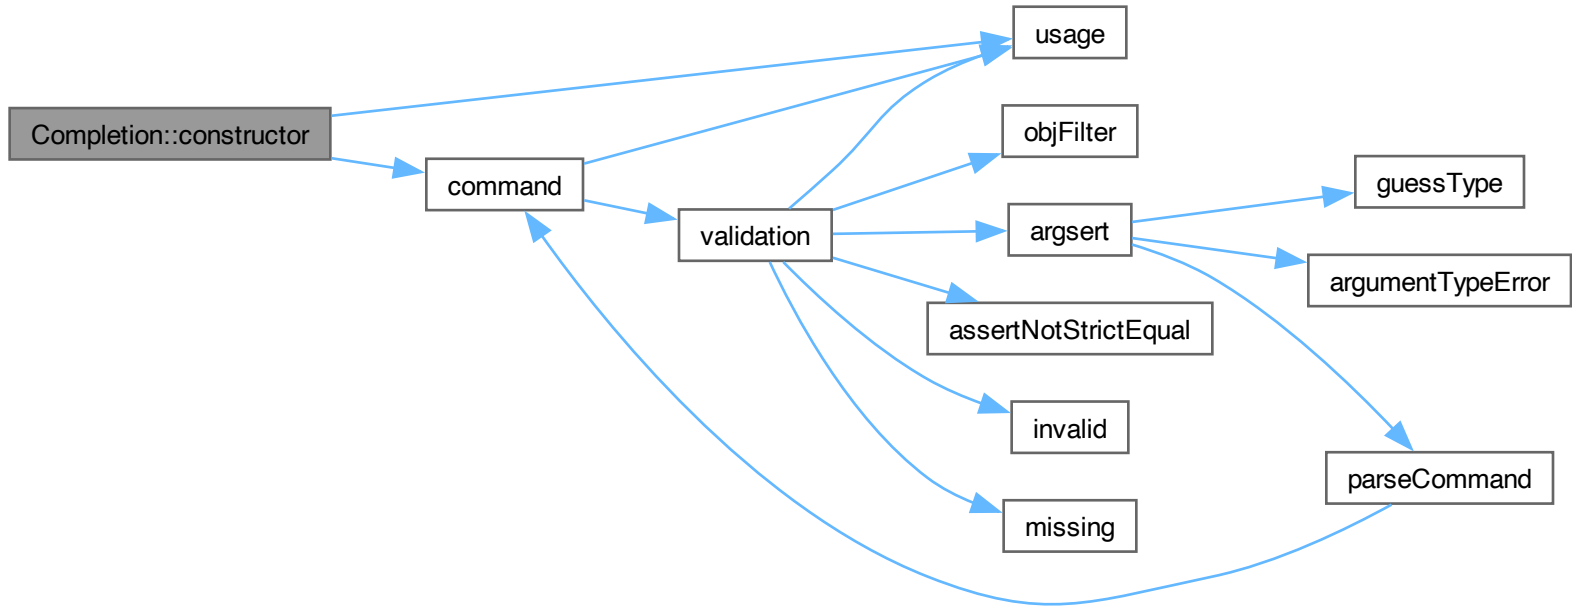 usage
Completion::constructor
objFilter
command
guessType
validation
argsert
argumentTypeError
assertNotStrictEqual
invalid
parseCommand
missing